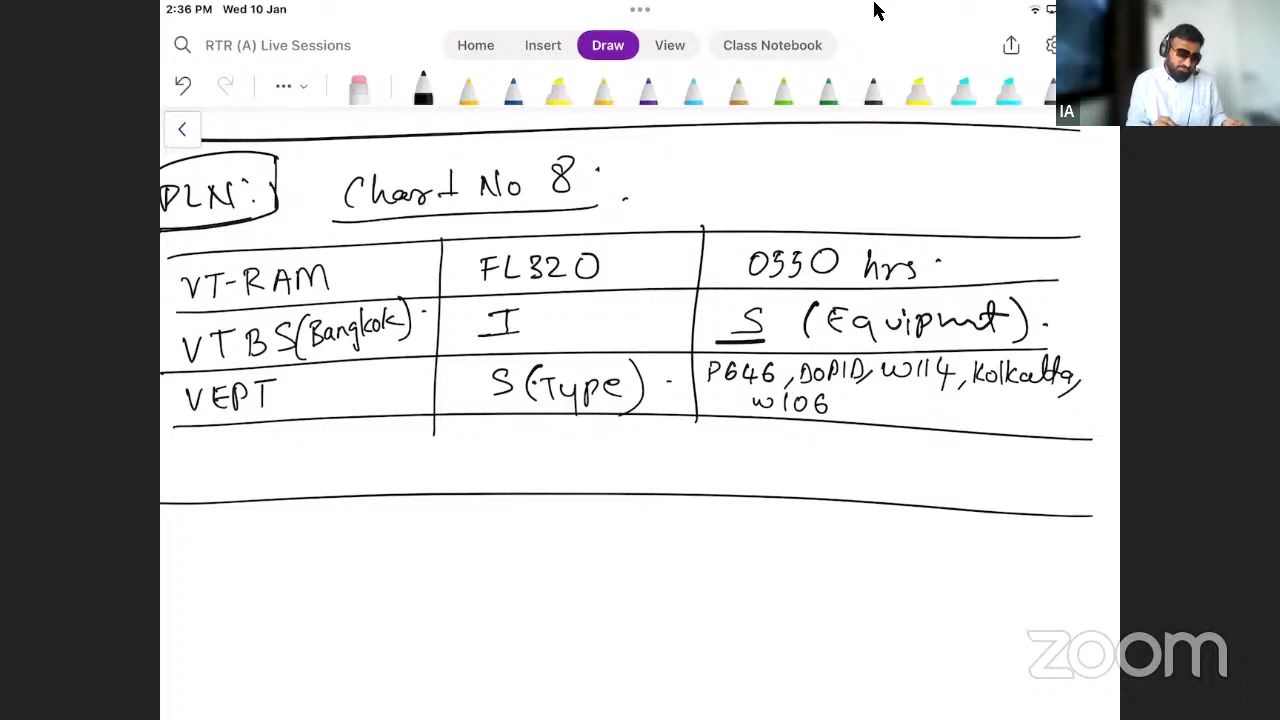 2:36 PM Wed 10 Jan
RTR (A) Live Sessions
Home Insert Draw View Class Notebook
IA
PLN: Chart No 8
VT-RAM FL320 0330 hrs.
VTBS(Bangkok) I S (Equipmt).
VEPT S(Type) P646, DOPID, W114, Kolkatta,
W106
zoom